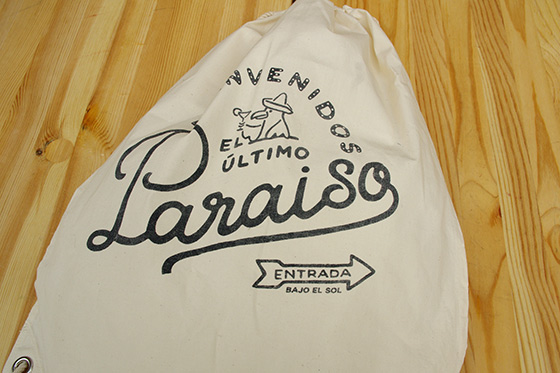 NVENIDOS
EL
ÚLTIMO
Paraiso
ENTRADA
BAJO EL SOL